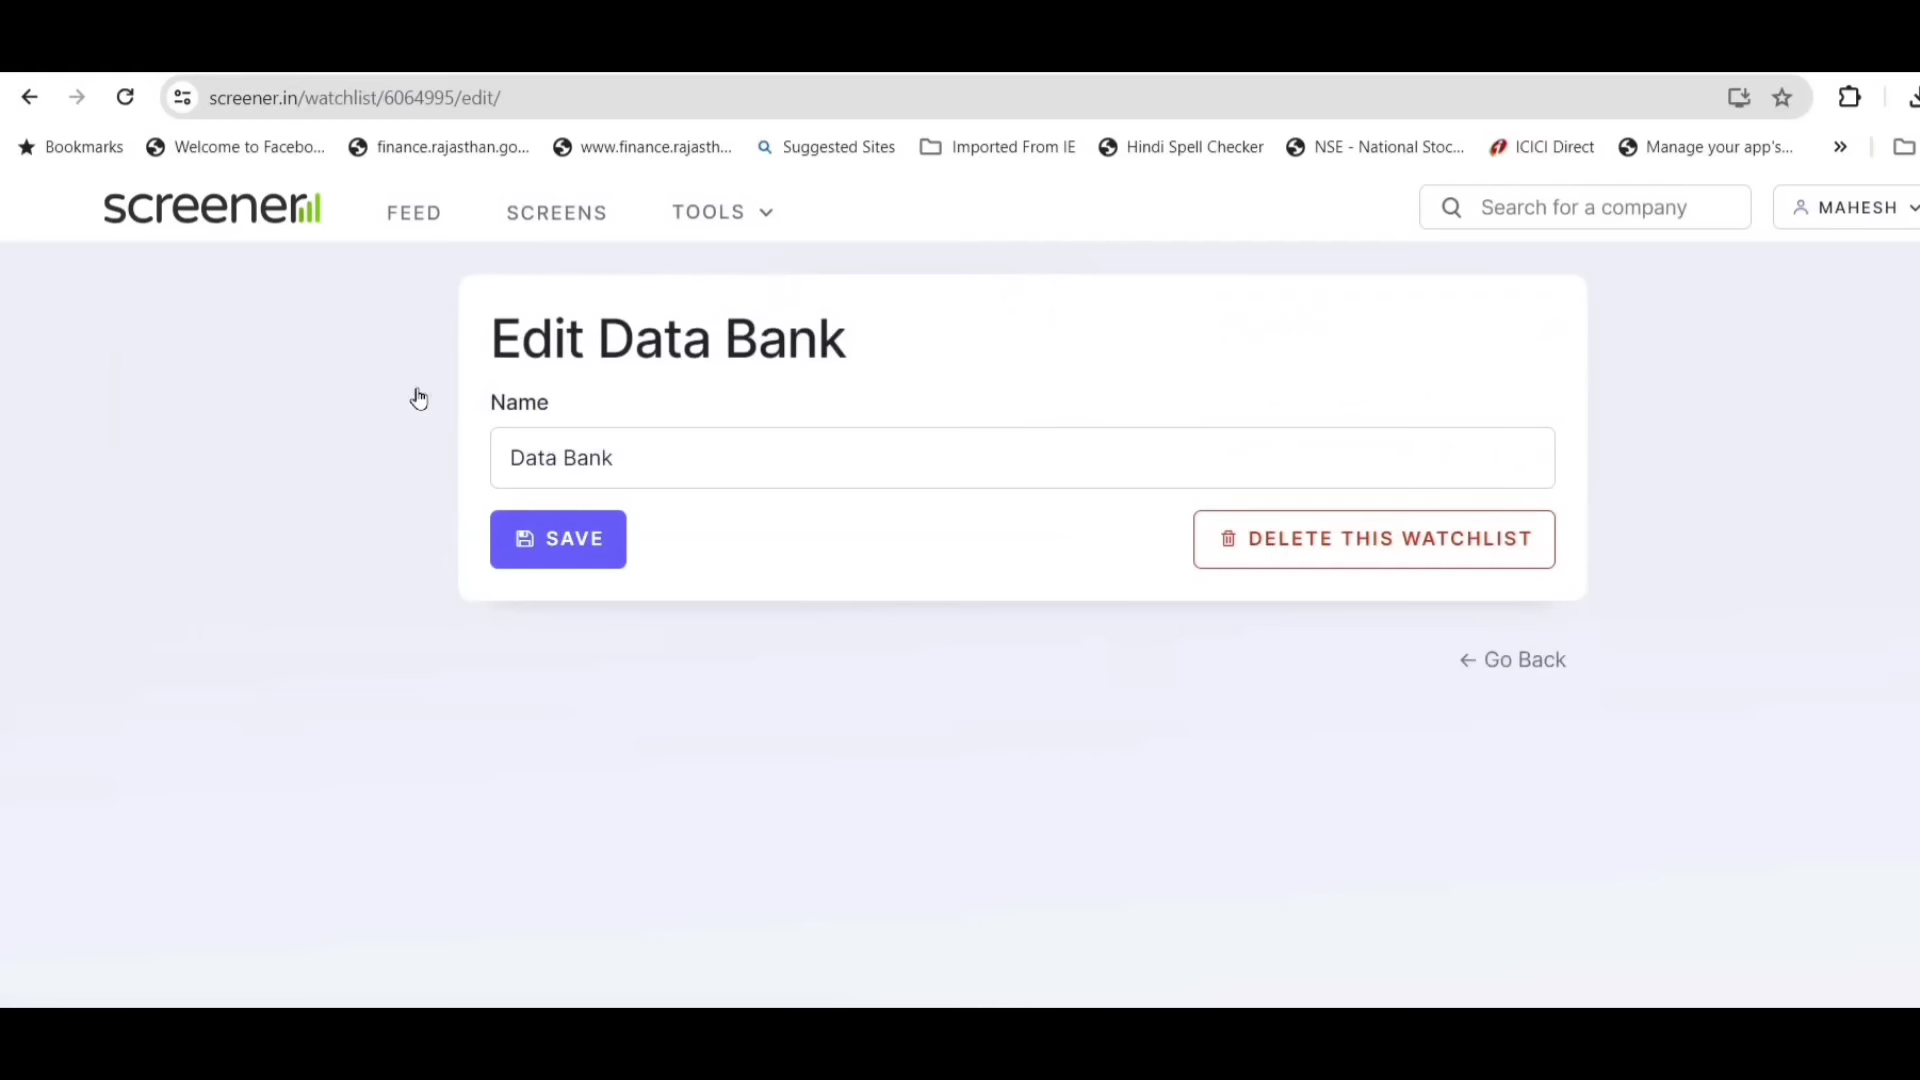 screener.in/watchlist/6064995/edit/
Bookmarks Welcome to Facebo... finance.rajasthan.go... www.finance.rajasth... Suggested Sites Imported From IE Hindi Spell Checker NSE - National Stoc... ICICI Direct Manage your app's... »
screener FEED SCREENS TOOLS Search for a company MAHESH
Edit Data Bank
Name
Data Bank
SAVE DELETE THIS WATCHLIST
← Go Back